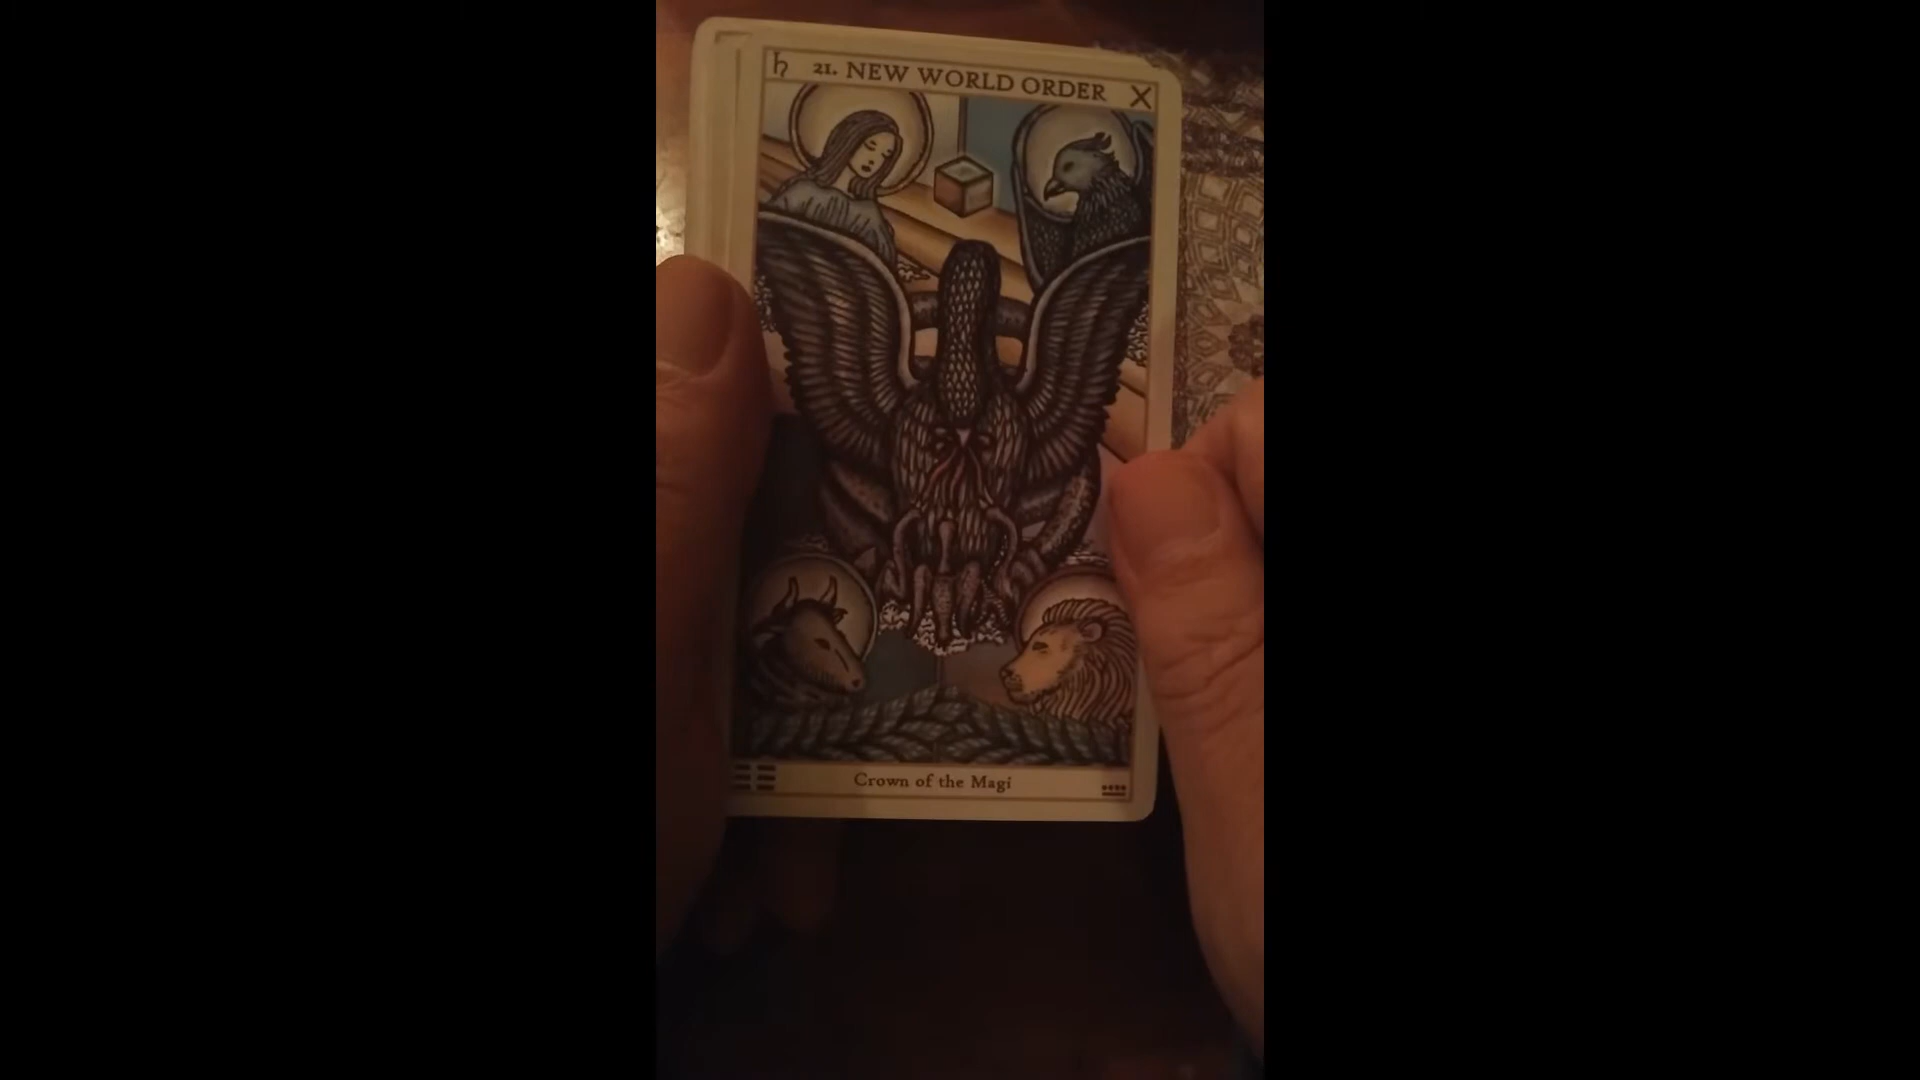 ♄ 21. NEW WORLD ORDER X
Crown of the Magi